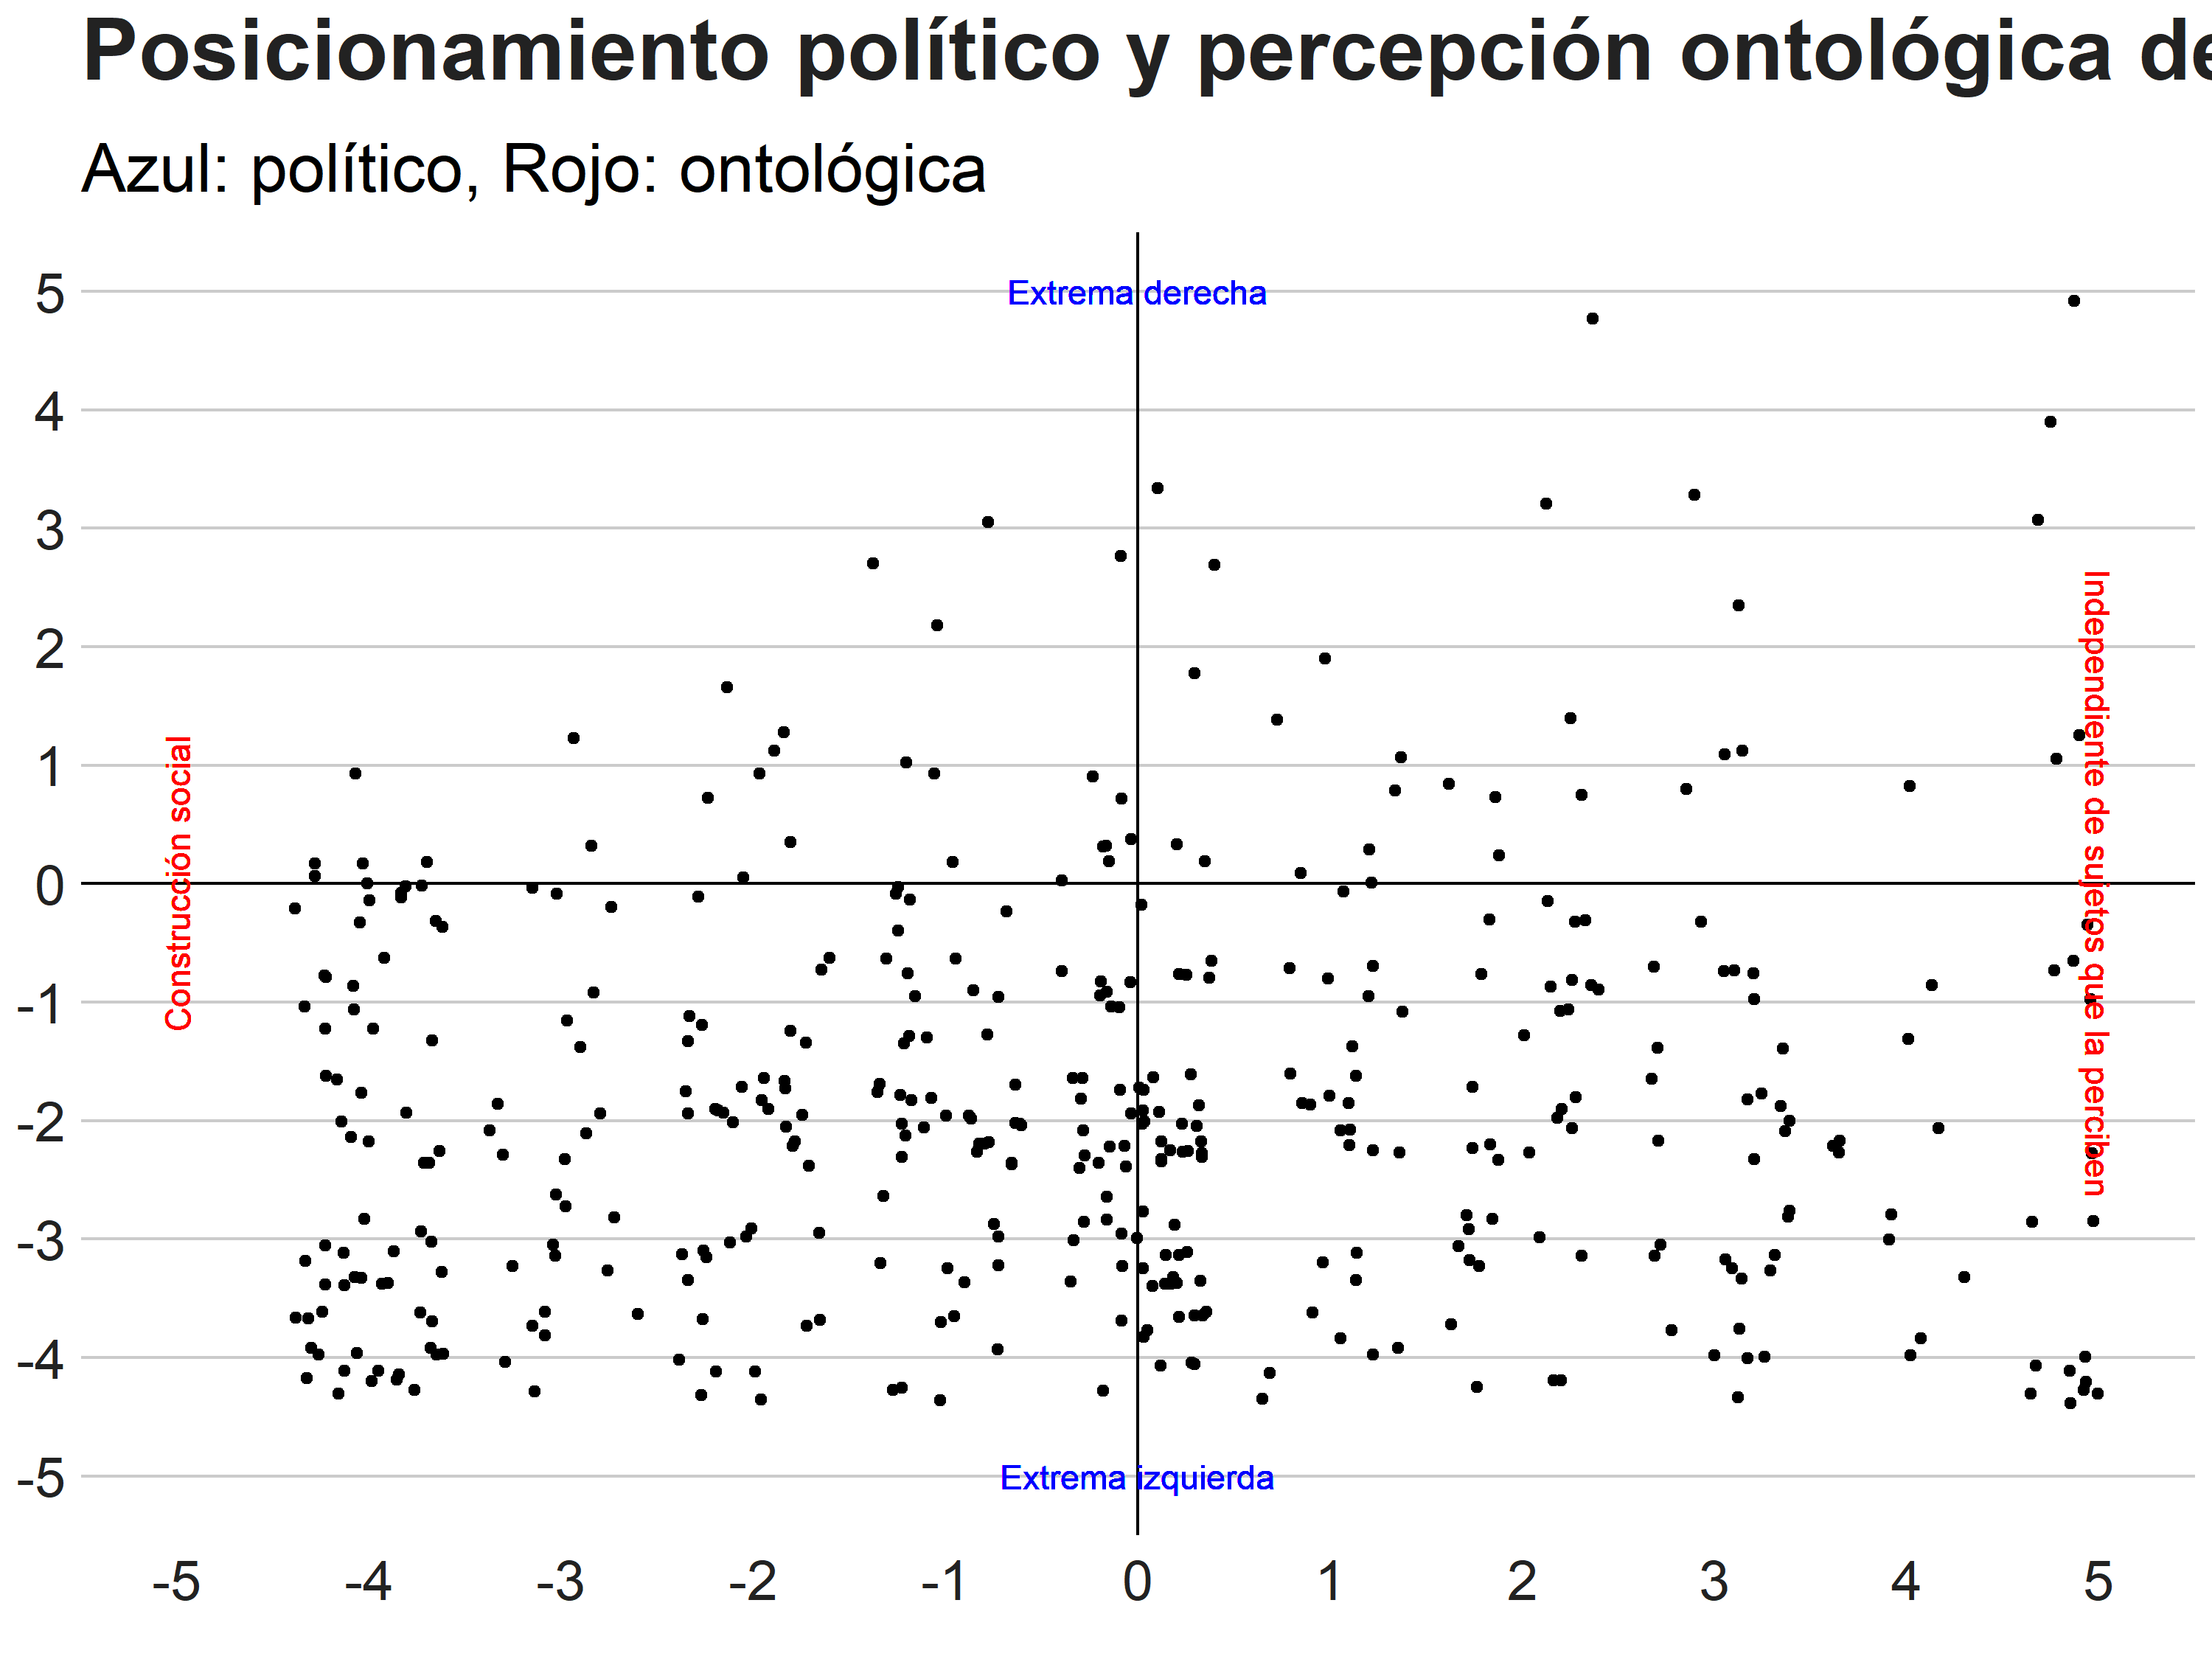 Posicionamiento político y percepción ontológica de
Azul: político, Rojo: ontológica
Extrema derecha
5
4
3
2
1
0
-1
-2
-3
-4
-5
Construcción social
Independiente de sujetos que la perciben
Extrema izquierda
-5 -4 -3 -2 -1 0 1 2 3 4 5